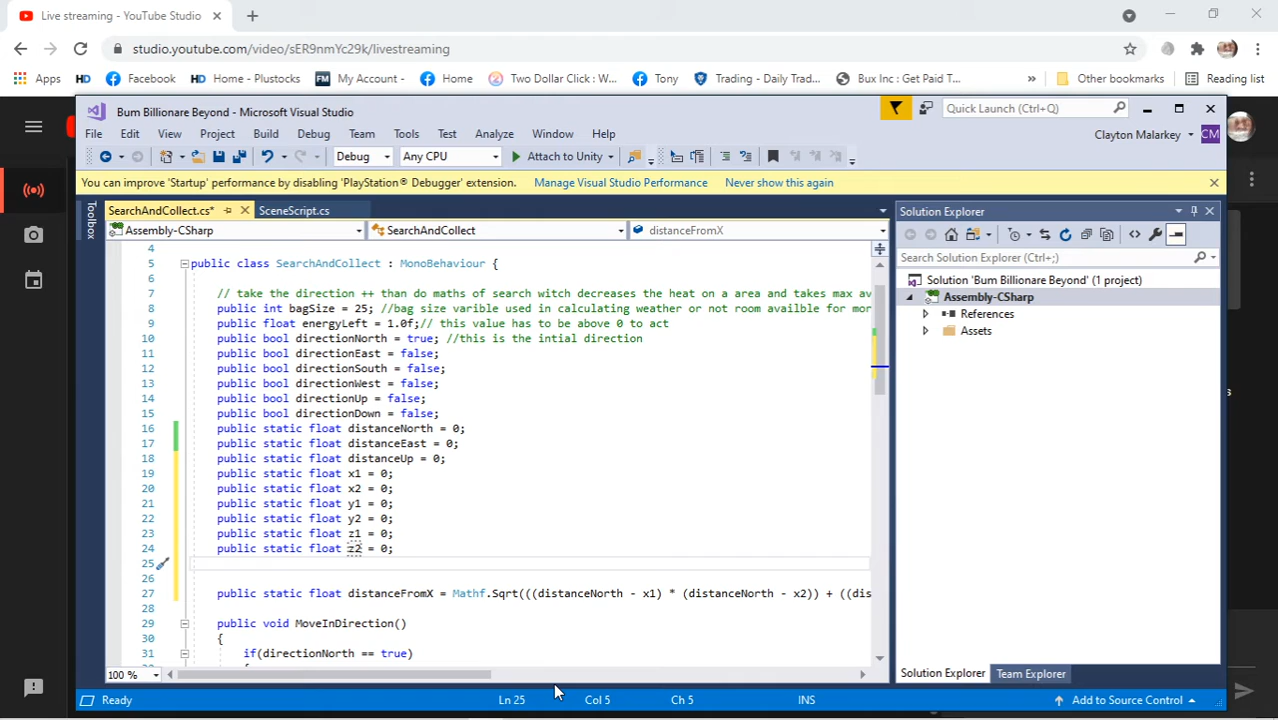 Live streaming - YouTube Studio
studio.youtube.com/video/sER9nmYc29k/livestreaming
Apps Facebook Home - Plustocks My Account - Home Two Dollar Click : W... Tony Trading - Daily Trad... Bux Inc : Get Paid T... » Other bookmarks Reading list
Bum Billionare Beyond - Microsoft Visual Studio
Quick Launch (Ctrl+Q)
File Edit View Project Build Debug Team Tools Test Analyze Window Help
Clayton Malarkey CM
Debug Any CPU Attach to Unity
You can improve 'Startup' performance by disabling 'PlayStation® Debugger' extension. Manage Visual Studio Performance Never show this again
Toolbox
SearchAndCollect.cs* SceneScript.cs
Assembly-CSharp SearchAndCollect distanceFromX
4
5 public class SearchAndCollect : MonoBehaviour {
6
7 // take the direction ++ than do maths of search witch decreases the heat on a area and takes max av
8 public int bagSize = 25; //bag size varible used in calculating weather or not room availble for mor
9 public float energyLeft = 1.0f;// this value has to be above 0 to act
10 public bool directionNorth = true; //this is the intial direction
11 public bool directionEast = false;
12 public bool directionSouth = false;
13 public bool directionWest = false;
14 public bool directionUp = false;
15 public bool directionDown = false;
16 public static float distanceNorth = 0;
17 public static float distanceEast = 0;
18 public static float distanceUp = 0;
19 public static float x1 = 0;
20 public static float x2 = 0;
21 public static float y1 = 0;
22 public static float y2 = 0;
23 public static float z1 = 0;
24 public static float z2 = 0;
25
26
27 public static float distanceFromX = Mathf.Sqrt(((distanceNorth - x1) * (distanceNorth - x2)) + ((dis
28
29 public void MoveInDirection()
30 {
31 if(directionNorth == true)
100 %
Solution Explorer
Search Solution Explorer (Ctrl+;)
Solution 'Bum Billionare Beyond' (1 project)
Assembly-CSharp
References
Assets
Solution Explorer Team Explorer
Ready Ln 25 Col 5 Ch 5 INS Add to Source Control